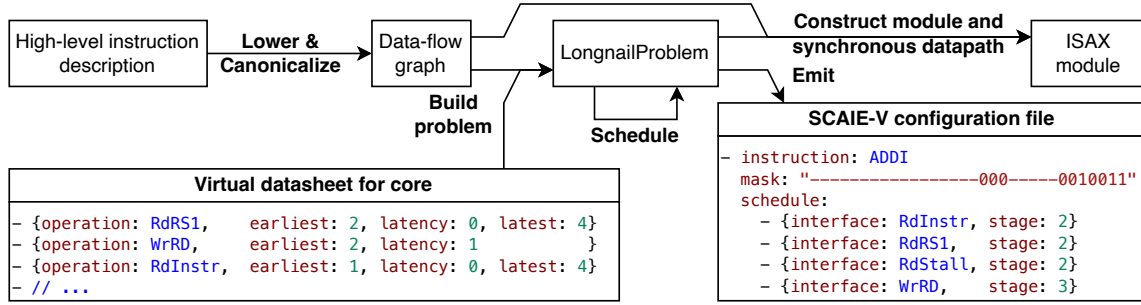 High-level instruction
description
Lower &
Canonicalize
Data-flow
graph
Build
problem
LongnailProblem
Schedule
Construct module and
synchronous datapath
Emit
ISAX
module
Virtual datasheet for core
– {operation: RdRS1, earliest: 2, latency: 0, latest: 4}
– {operation: WrRD, earliest: 2, latency: 1 }
– {operation: RdInstr, earliest: 1, latency: 0, latest: 4}
– // ...
SCAIE-V configuration file
– instruction: ADDI
mask: "-----------------000-----0010011"
schedule:
– {interface: RdInstr, stage: 2}
– {interface: RdRS1, stage: 2}
– {interface: RdStall, stage: 2}
– {interface: WrRD, stage: 3}